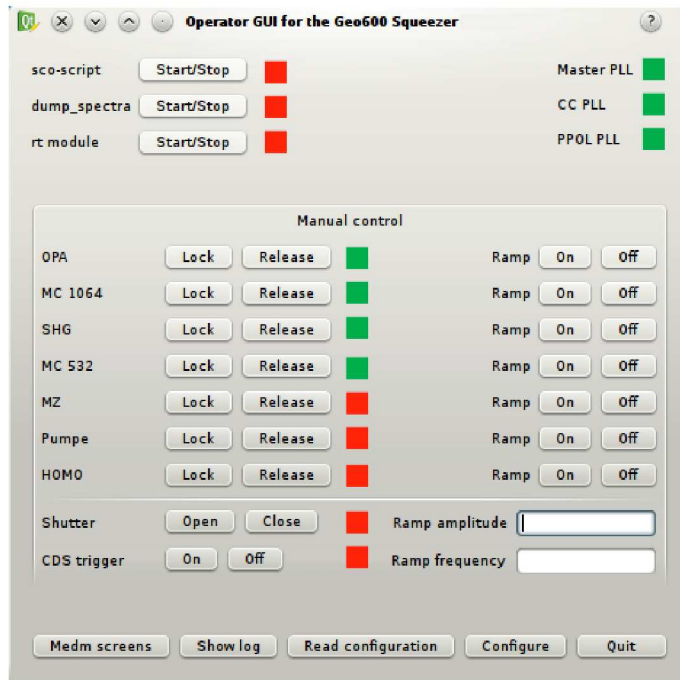 Qt Operator GUI for the Geo600 Squeezer ?
sco-script Start/Stop Master PLL
dump_spectra Start/Stop CC PLL
rt module Start/Stop PPOL PLL
Manual control
OPA Lock Release Ramp On Off
MC 1064 Lock Release Ramp On Off
SHG Lock Release Ramp On Off
MC 532 Lock Release Ramp On Off
MZ Lock Release Ramp On Off
Pumpe Lock Release Ramp On Off
HOMO Lock Release Ramp On Off
Shutter Open Close Ramp amplitude
CDS trigger On Off Ramp frequency
Medm screens Show log Read configuration Configure Quit